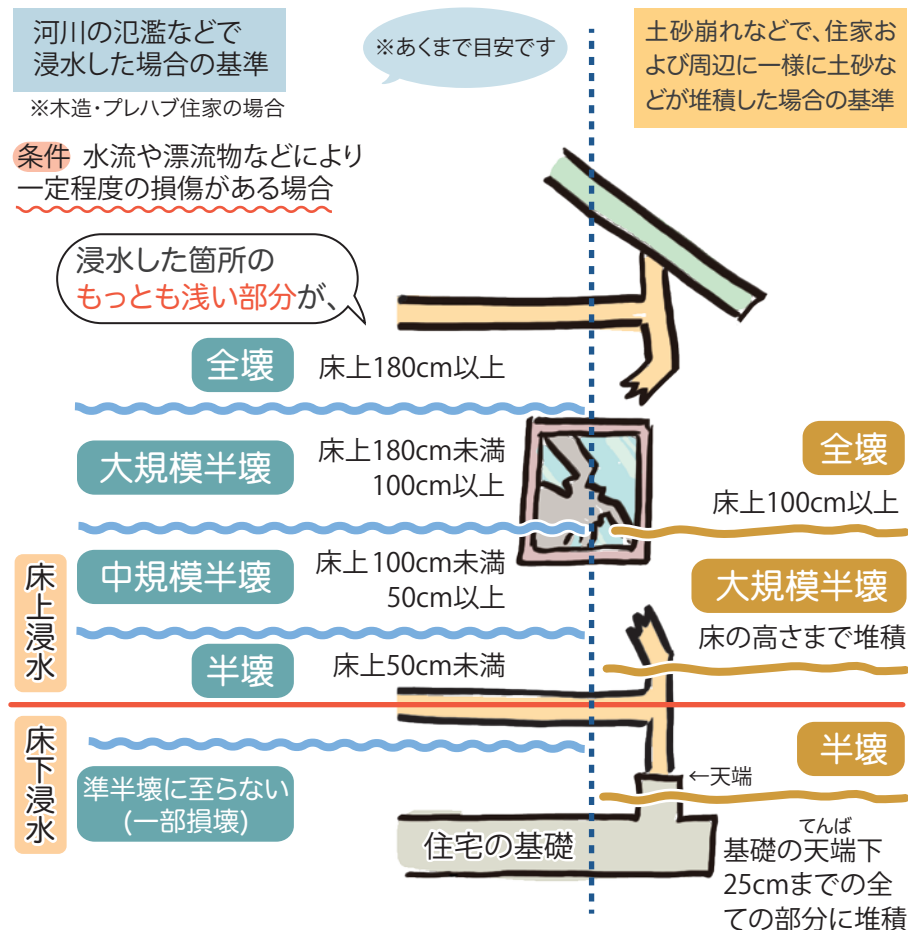 河川の氾濫などで
浸水した場合の基準
※木造・プレハブ住家の場合
※あくまで目安です
土砂崩れなどで、住家お
よび周辺に一様に土砂な
どが堆積した場合の基準
条件 水流や漂流物などにより
一定程度の損傷がある場合
浸水した箇所の
もっとも浅い部分が、
全壊 床上180cm以上
大規模半壊 床上180cm未満
100cm以上
床上浸水
中規模半壊 床上100cm未満
50cm以上
半壊 床上50cm未満
床下浸水
準半壊に至らない
(一部損壊)
全壊
床上100cm以上
大規模半壊
床の高さまで堆積
半壊
←天端
住宅の基礎
てんば
基礎の天端下
25cmまでの全
ての部分に堆積